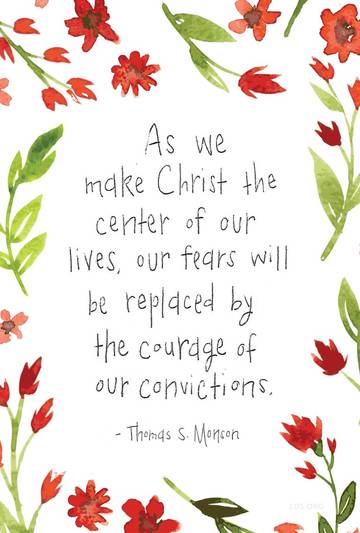 As we
make Christ the
center of our
lives, our fears will
be replaced by
the courage of
our convictions.
- Thomas S. Monson
LDS.ORG